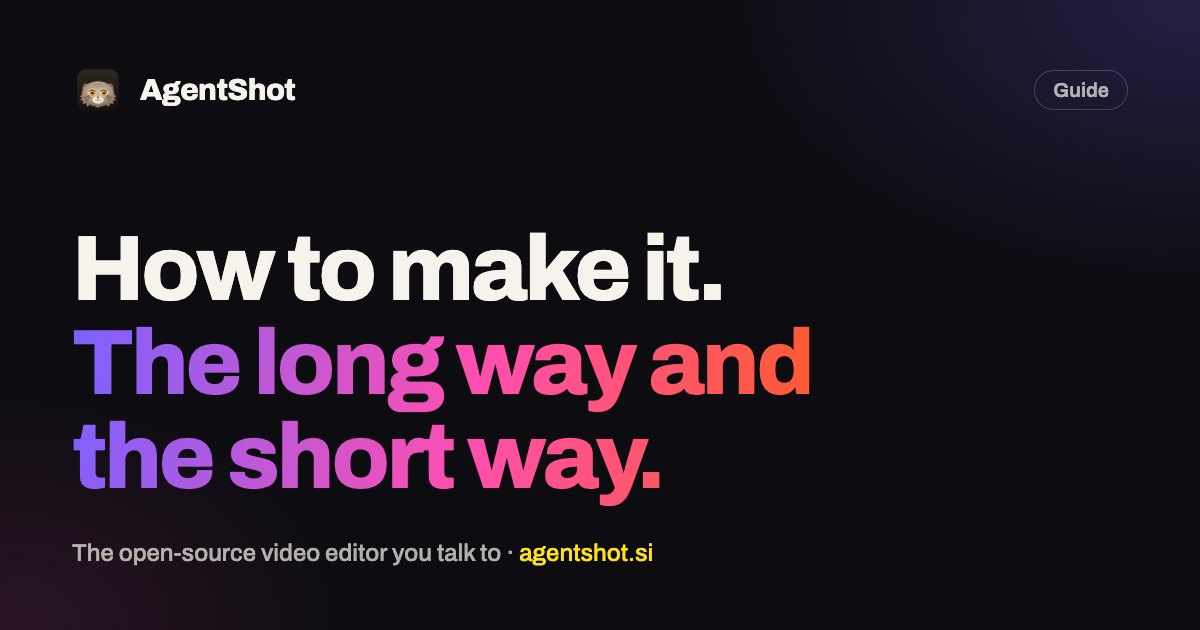 AgentShot
Guide
How to make it.
The long way and
the short way.
The open-source video editor you talk to · agentshot.si